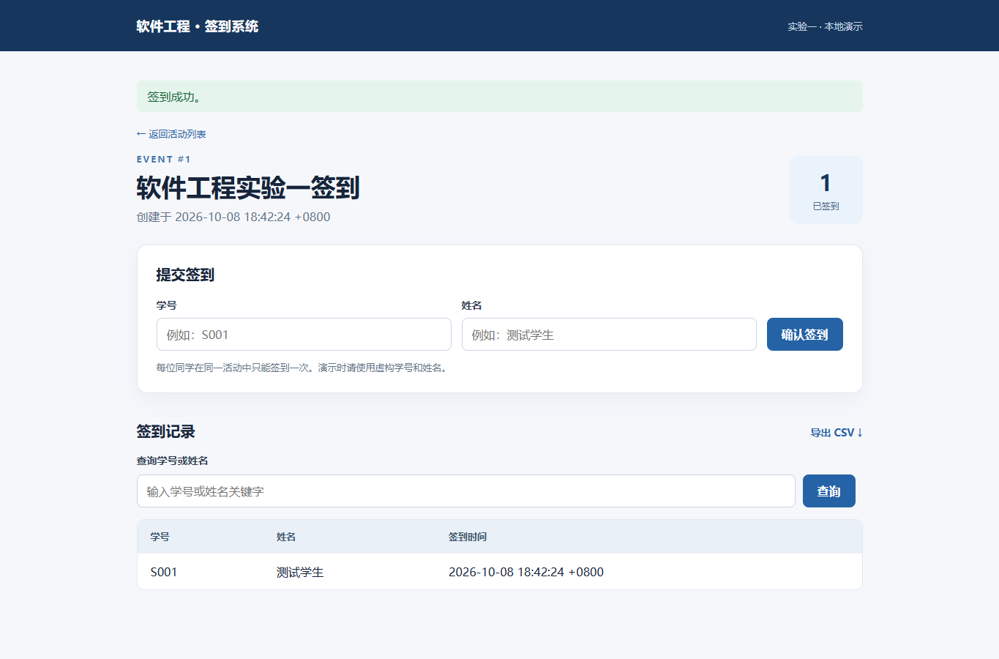 软件工程 · 签到系统
实验一 · 本地演示
签到成功。
← 返回活动列表
EVENT #1
软件工程实验一签到
创建于 2026-10-08 18:42:24 +0800
1
已签到
提交签到
学号
姓名
例如：S001
例如：测试学生
确认签到
每位同学在同一活动中只能签到一次。演示时请使用虚构学号和姓名。
签到记录
导出 CSV ↓
查询学号或姓名
输入学号或姓名关键字
查询
学号 姓名 签到时间
S001 测试学生 2026-10-08 18:42:24 +0800